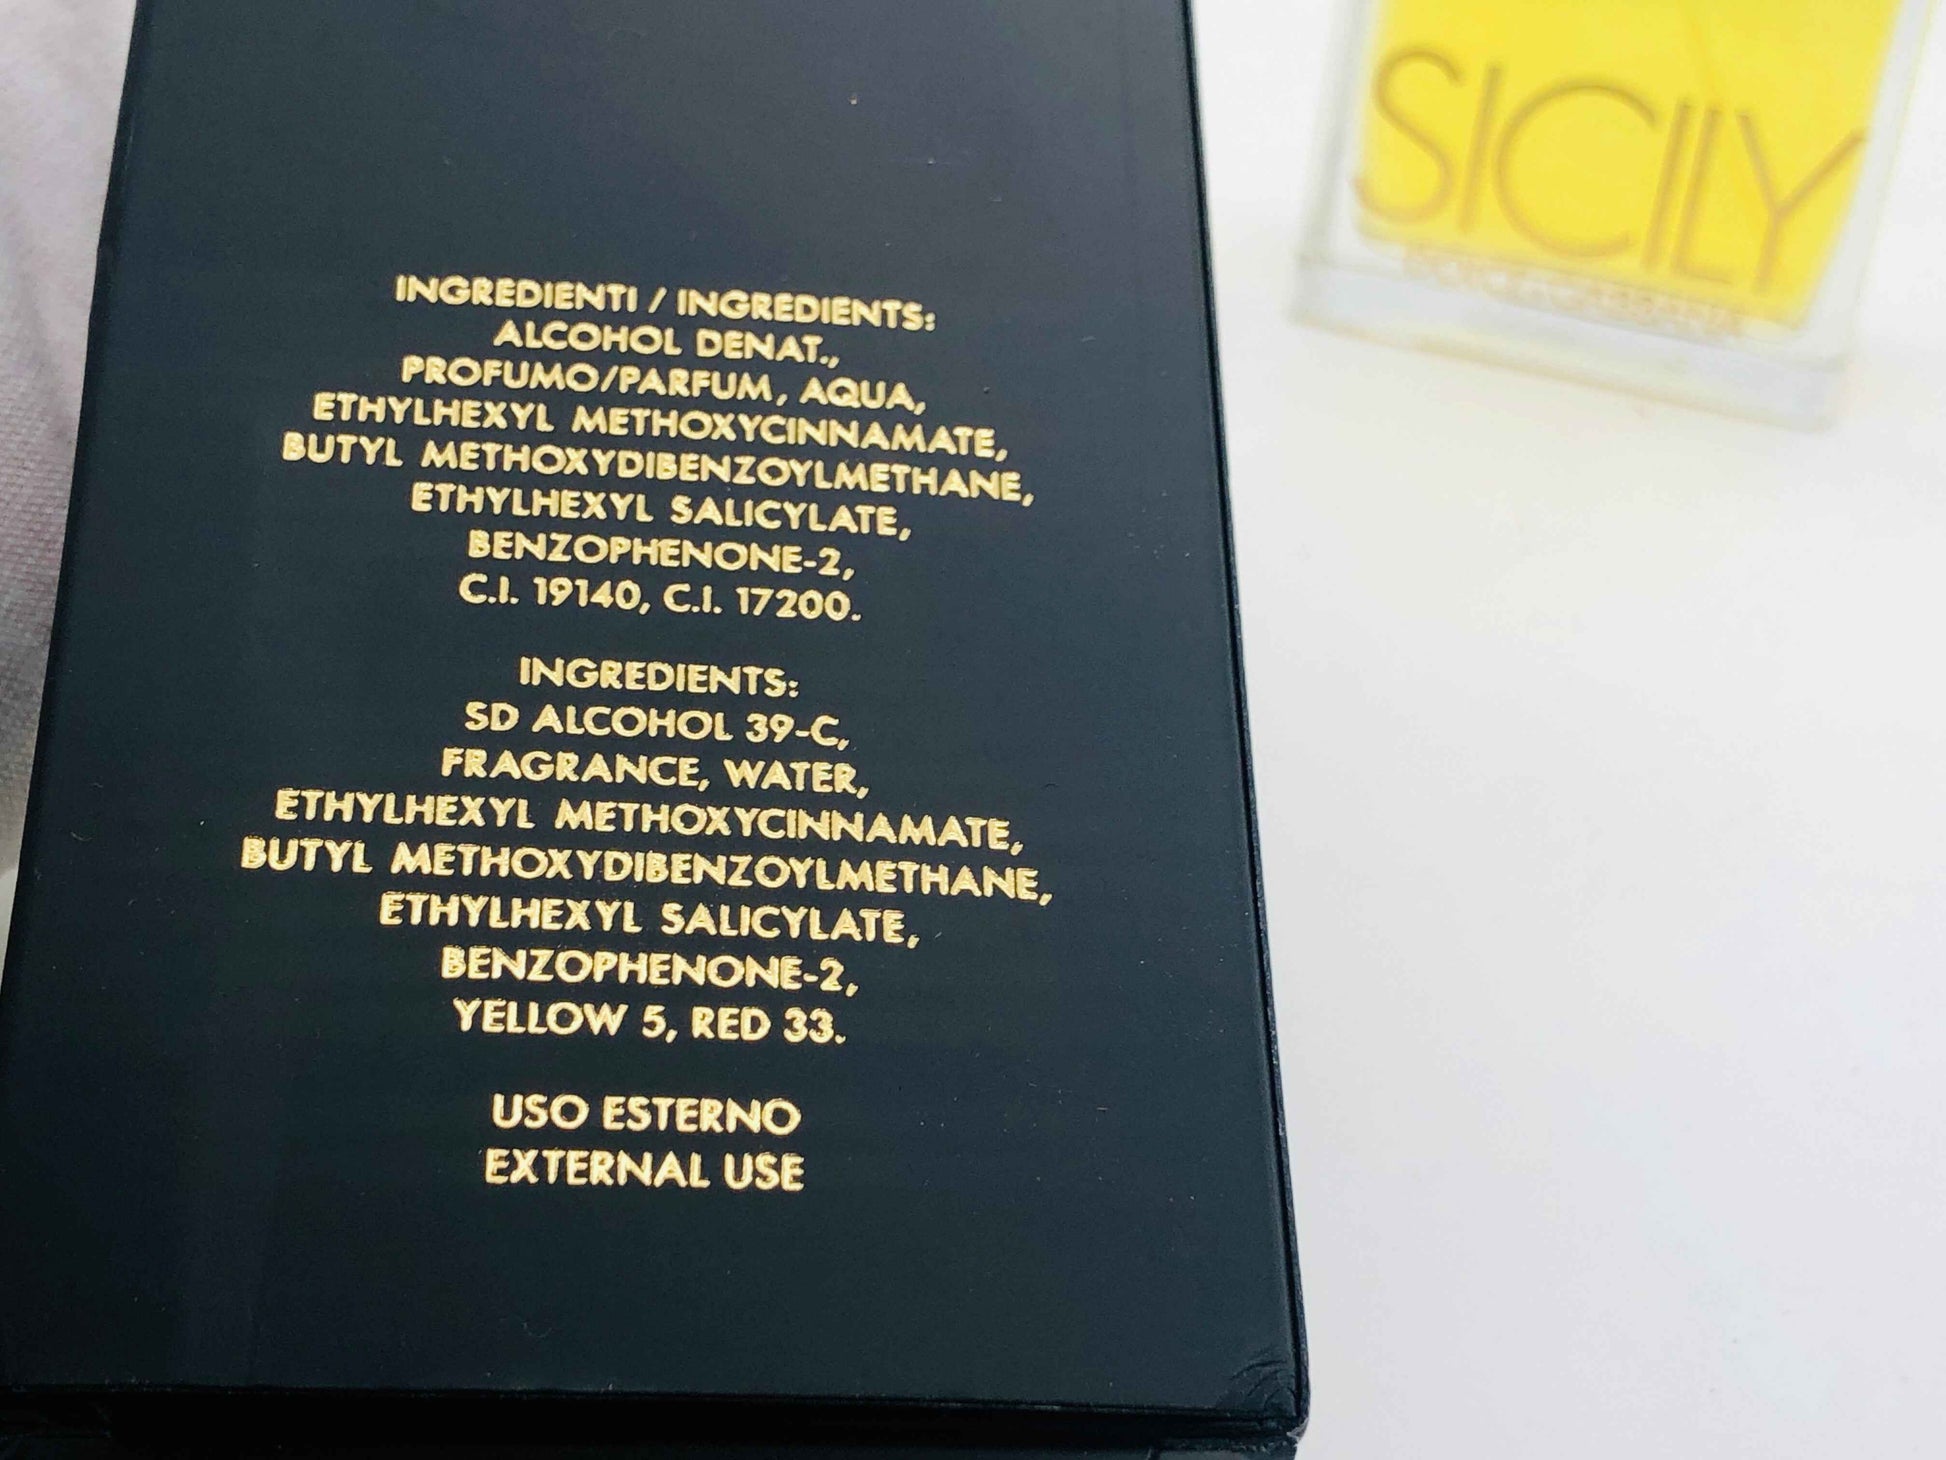 INGREDIENTI / INGREDIENTS:
ALCOHOL DENAT.,
PROFUMO/PARFUM, AQUA,
ETHYLHEXYL METHOXYCINNAMATE,
BUTYL METHOXYDIBENZOYLMETHANE,
ETHYLHEXYL SALICYLATE,
BENZOPHENONE-2,
C.I. 19140, C.I. 17200.
INGREDIENTS:
SD ALCOHOL 39-C,
FRAGRANCE, WATER,
ETHYLHEXYL METHOXYCINNAMATE,
BUTYL METHOXYDIBENZOYLMETHANE,
ETHYLHEXYL SALICYLATE,
BENZOPHENONE-2,
YELLOW 5, RED 33.
USO ESTERNO
EXTERNAL USE
SICILY